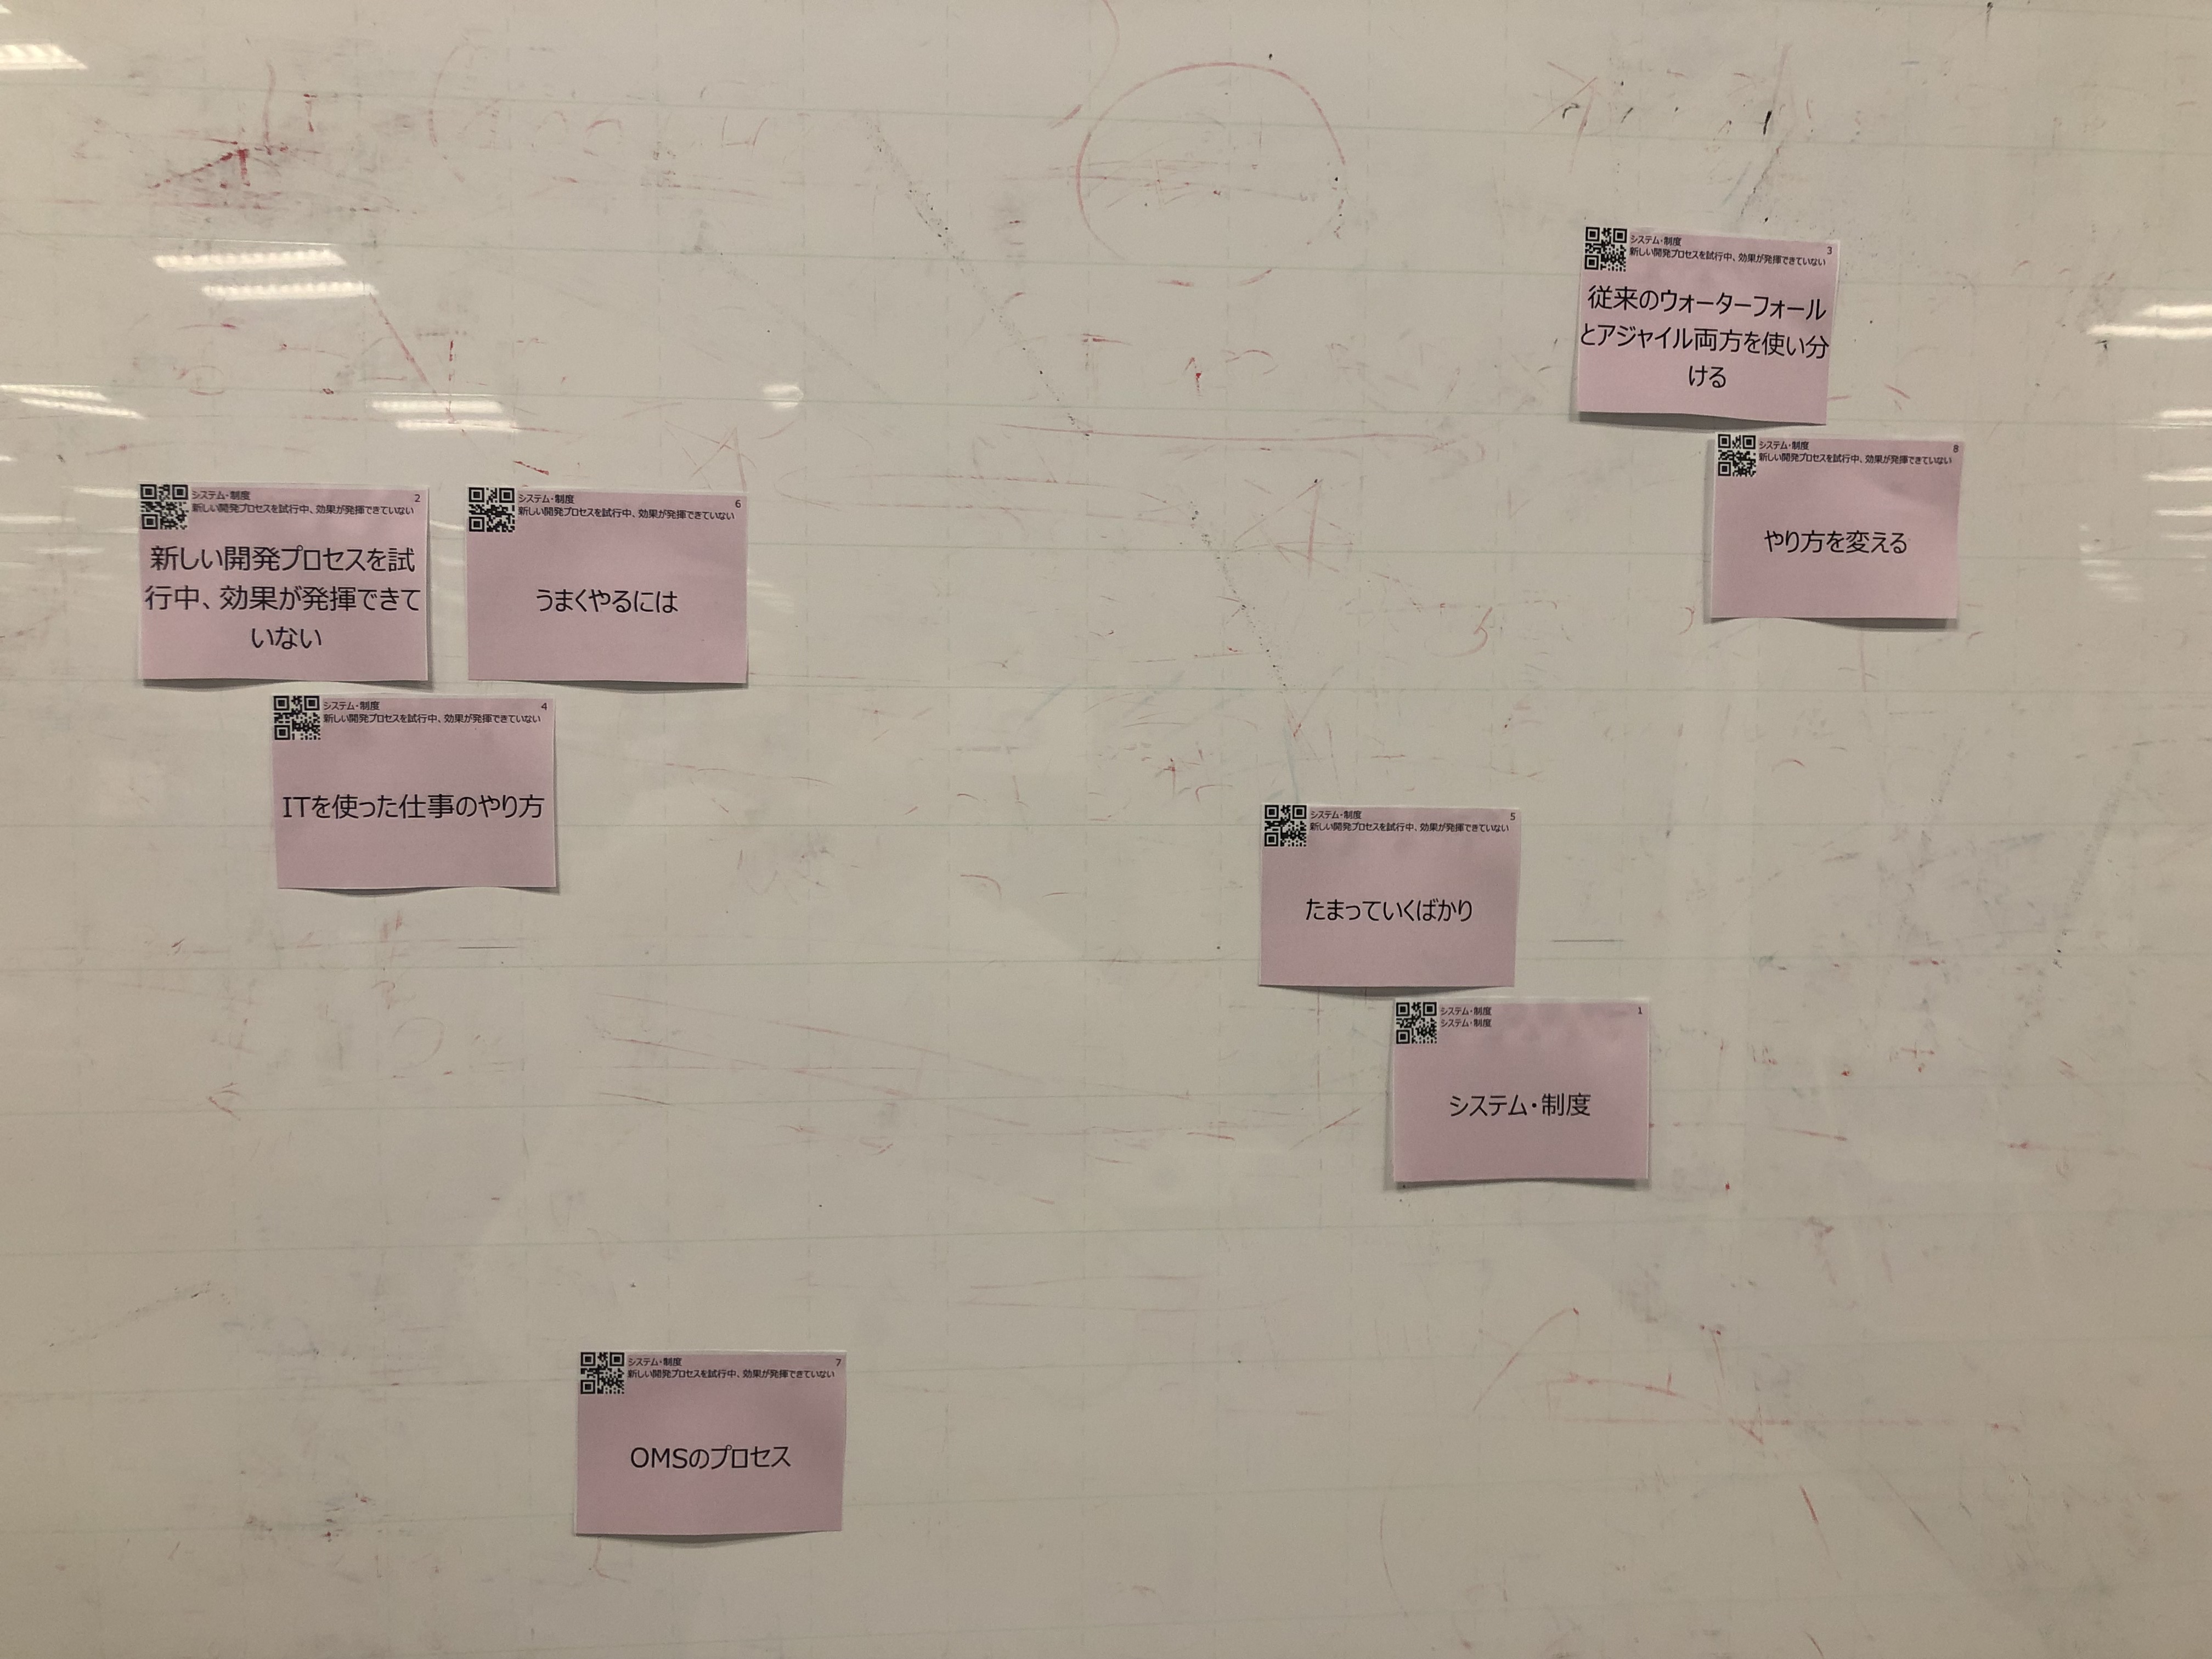 システム・制度
3
新しい開発プロセスを試行中、効果が発揮できていない
従来のウォーターフォール
とアジャイル両方を使い分
ける
システム・制度
8
新しい開発プロセスを試行中、効果が発揮できていない
やり方を変える
システム・制度
2
新しい開発プロセスを試行中、効果が発揮できていない
新しい開発プロセスを試
行中、効果が発揮できて
いない
システム・制度
6
新しい開発プロセスを試行中、効果が発揮できていない
うまくやるには
システム・制度
4
新しい開発プロセスを試行中、効果が発揮できていない
ITを使った仕事のやり方
システム・制度
5
新しい開発プロセスを試行中、効果が発揮できていない
たまっていくばかり
システム・制度
1
システム・制度
システム・制度
システム・制度
7
新しい開発プロセスを試行中、効果が発揮できていない
OMSのプロセス